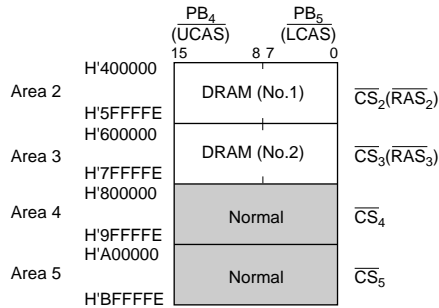 PB4 PB5
(UCAS) (LCAS)
15 8 7 0
H'400000
Area 2 DRAM (No.1) CS2(RAS2)
H'5FFFFE
H'600000
Area 3 DRAM (No.2) CS3(RAS3)
H'7FFFFE
H'800000
Area 4 Normal CS4
H'9FFFFE
H'A00000
Area 5 Normal CS5
H'BFFFFE